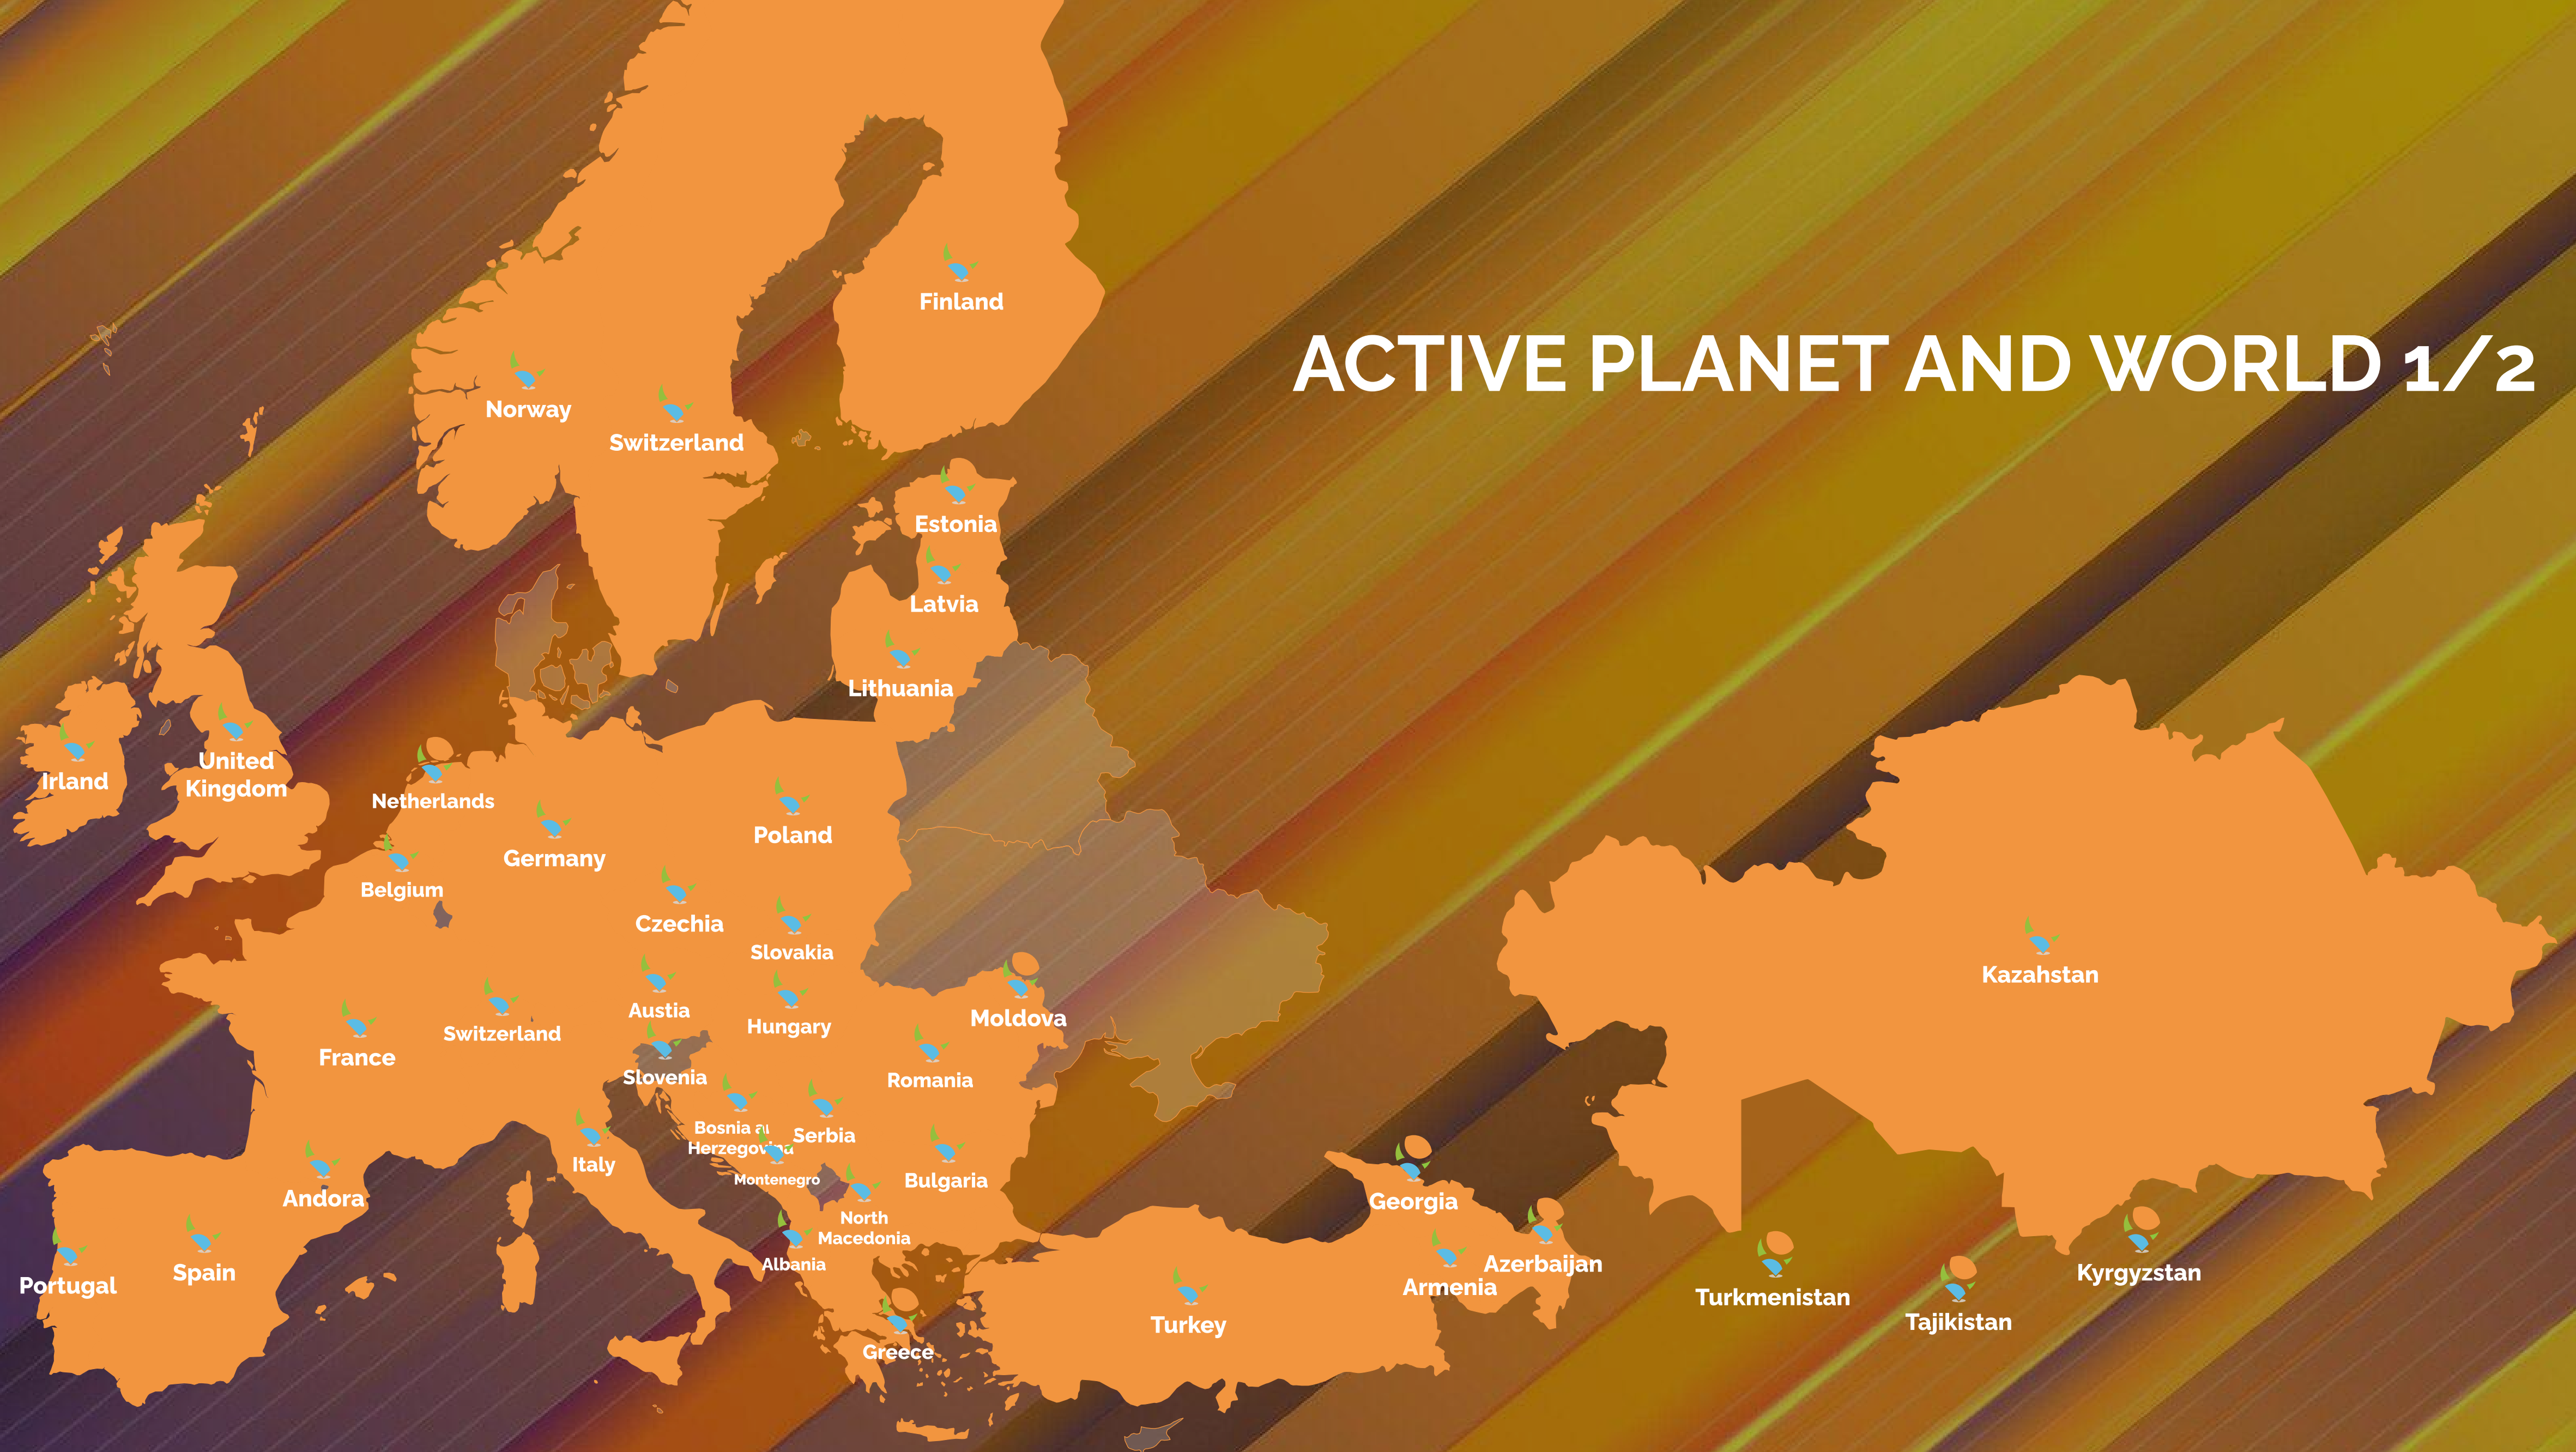 ACTIVE PLANET AND WORLD 1/2
Finland
Norway
Switzerland
Estonia
Latvia
Lithuania
Irland
United
Kingdom
Netherlands
Germany
Poland
Belgium
Czechia
Slovakia
Austia
Hungary
Moldova
France
Switzerland
Slovenia
Romania
Bosnia
Herzegovina
Serbia
Italy
Montenegro
Bulgaria
Andora
North
Macedonia
Albania
Portugal
Spain
Greece
Turkey
Georgia
Armenia
Azerbaijan
Kazahstan
Turkmenistan
Tajikistan
Kyrgyzstan